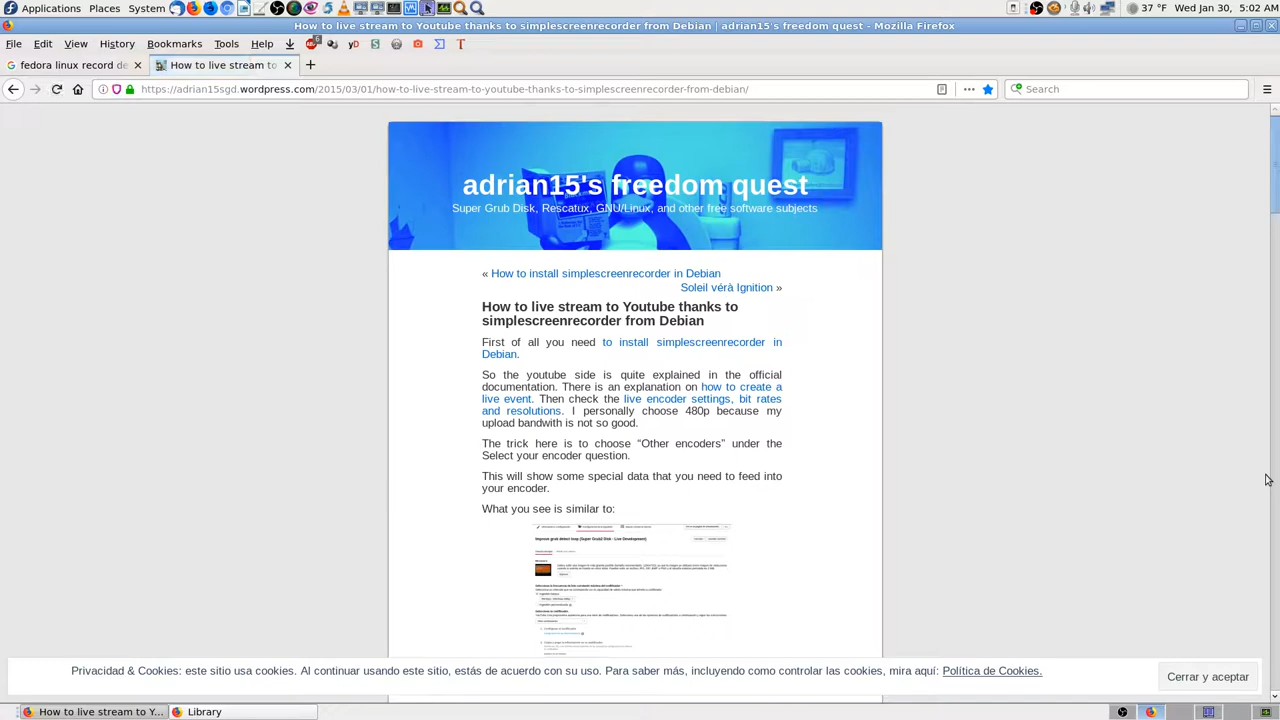 Applications Places System 37 °F Wed Jan 30, 5:02 AM
How to live stream to Youtube thanks to simplescreenrecorder from Debian | adrian15's freedom quest - Mozilla Firefox
File Edit View History Bookmarks Tools Help
fedora linux record de
How to live stream to
https://adrian15sgd.wordpress.com/2015/03/01/how-to-live-stream-to-youtube-thanks-to-simplescreenrecorder-from-debian/
Search
adrian15's freedom quest
Super Grub Disk, Rescatux, GNU/Linux, and other free software subjects
« How to install simplescreenrecorder in Debian
Soleil vérà Ignition »
How to live stream to Youtube thanks to
simplescreenrecorder from Debian
First of all you need to install simplescreenrecorder in
Debian.
So the youtube side is quite explained in the official
documentation. There is an explanation on how to create a
live event. Then check the live encoder settings, bit rates
and resolutions. I personally choose 480p because my
upload bandwith is not so good.
The trick here is to choose “Other encoders” under the
Select your encoder question.
This will show some special data that you need to feed into
your encoder.
What you see is similar to:
Improve grub detect loop (Super Grub2 Disk - Live Development)
Privacidad y Cookies: este sitio usa cookies. Al continuar usando este sitio, estás de acuerdo con su uso. Para saber más, incluyendo como controlar las cookies, mira aquí: Política de Cookies.
Cerrar y aceptar
How to live stream to Y...
Library